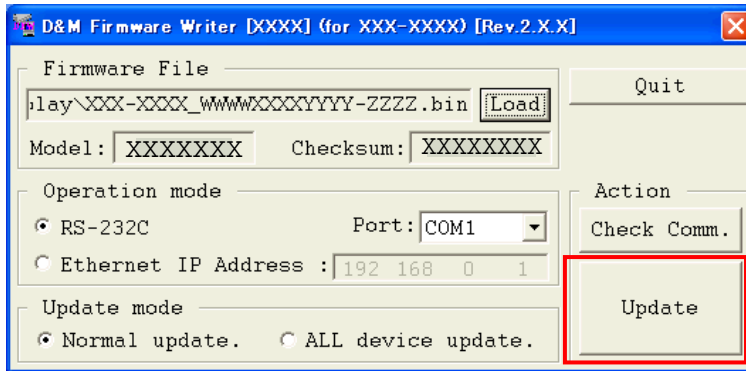 D&M Firmware Writer [XXXX] (for XXX-XXXX) [Rev.2.X.X]
Firmware File
lay\XXX-XXXX_WWWWXXXXYYYY-ZZZZ.bin Load
Quit
Model: XXXXXXX Checksum: XXXXXXXX
Operation mode
RS-232C Port: COM1
Ethernet IP Address : 192 168 0 1
Action
Check Comm.
Update
Update mode
Normal update. ALL device update.